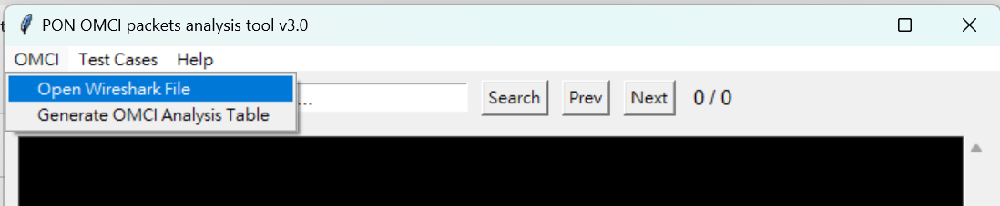 PON OMCI packets analysis tool v3.0
OMCI Test Cases Help
Open Wireshark File
Generate OMCI Analysis Table
... Search Prev Next 0 / 0